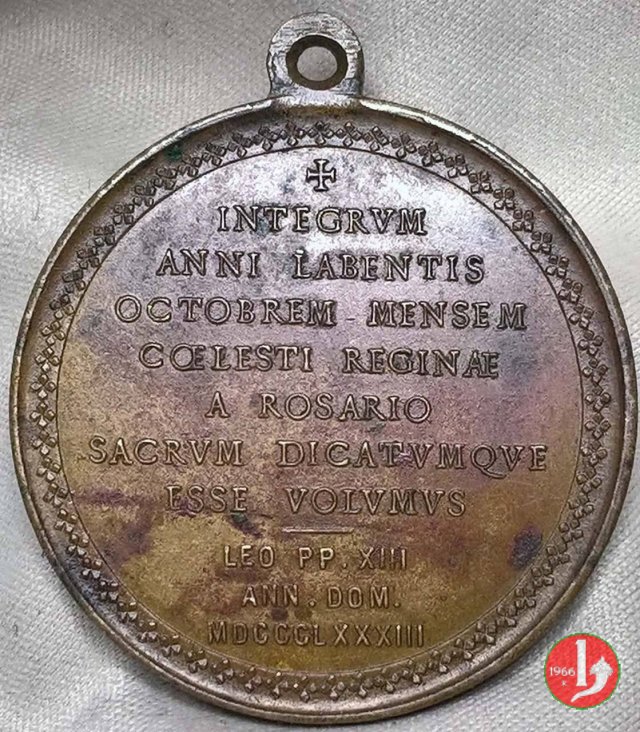 INTEGRVM
ANNI LABENTIS
OCTOBREM MENSEM
CŒLESTI REGINÆ
A ROSARIO
SACRVM DICATVMQVE
ESSE VOLVMVS
LEO PP. XIII
ANN. DOM.
MDCCCLXXXIII
1966